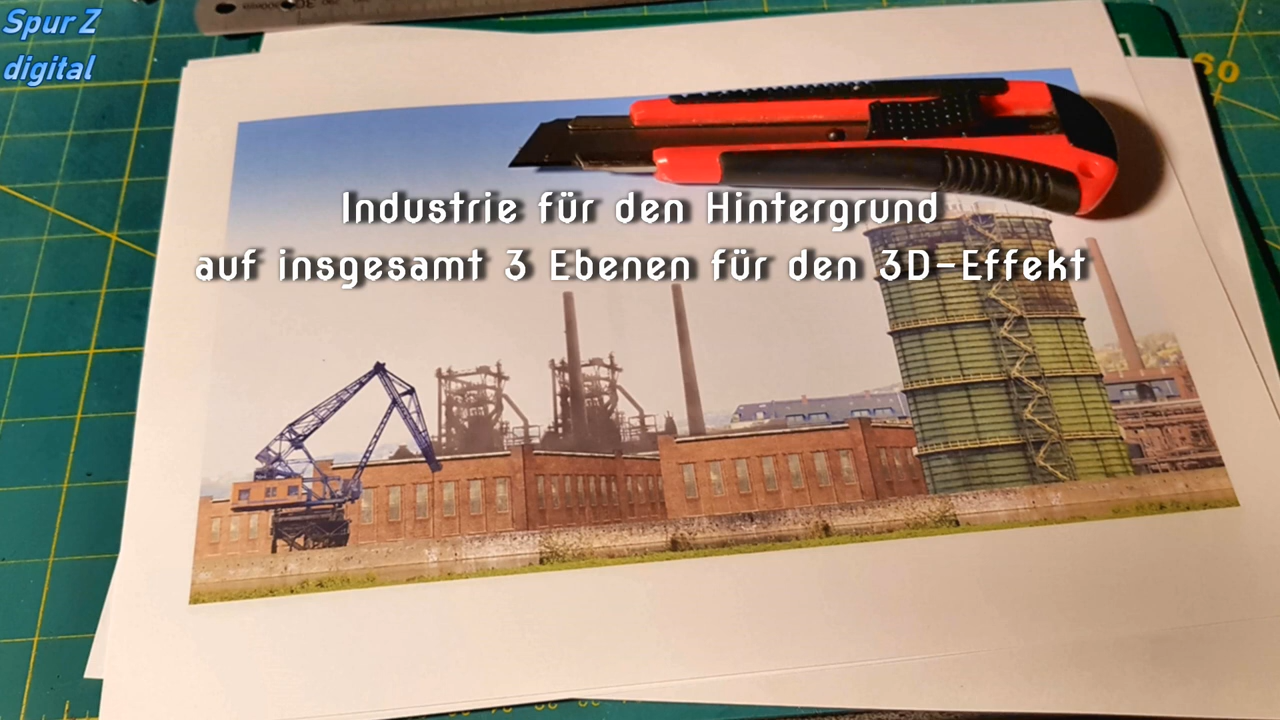 Spur Z
digital
Industrie für den Hintergrund
auf insgesamt 3 Ebenen für den 3D-Effekt
60